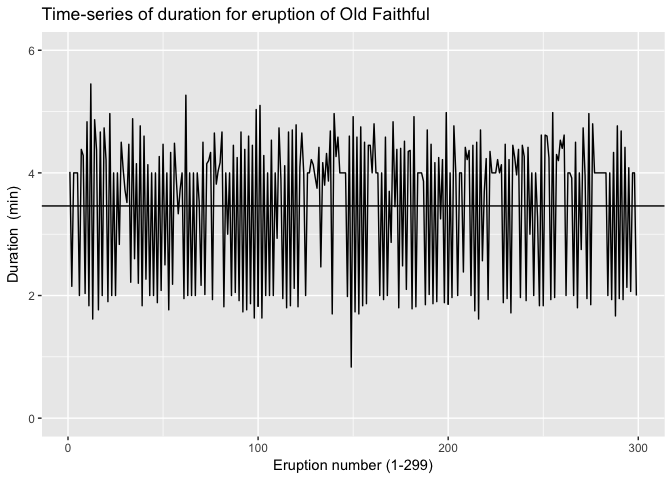 Time-series of duration for eruption of Old Faithful
6
4
2
0
Duration (min)
0 100 200 300
Eruption number (1-299)